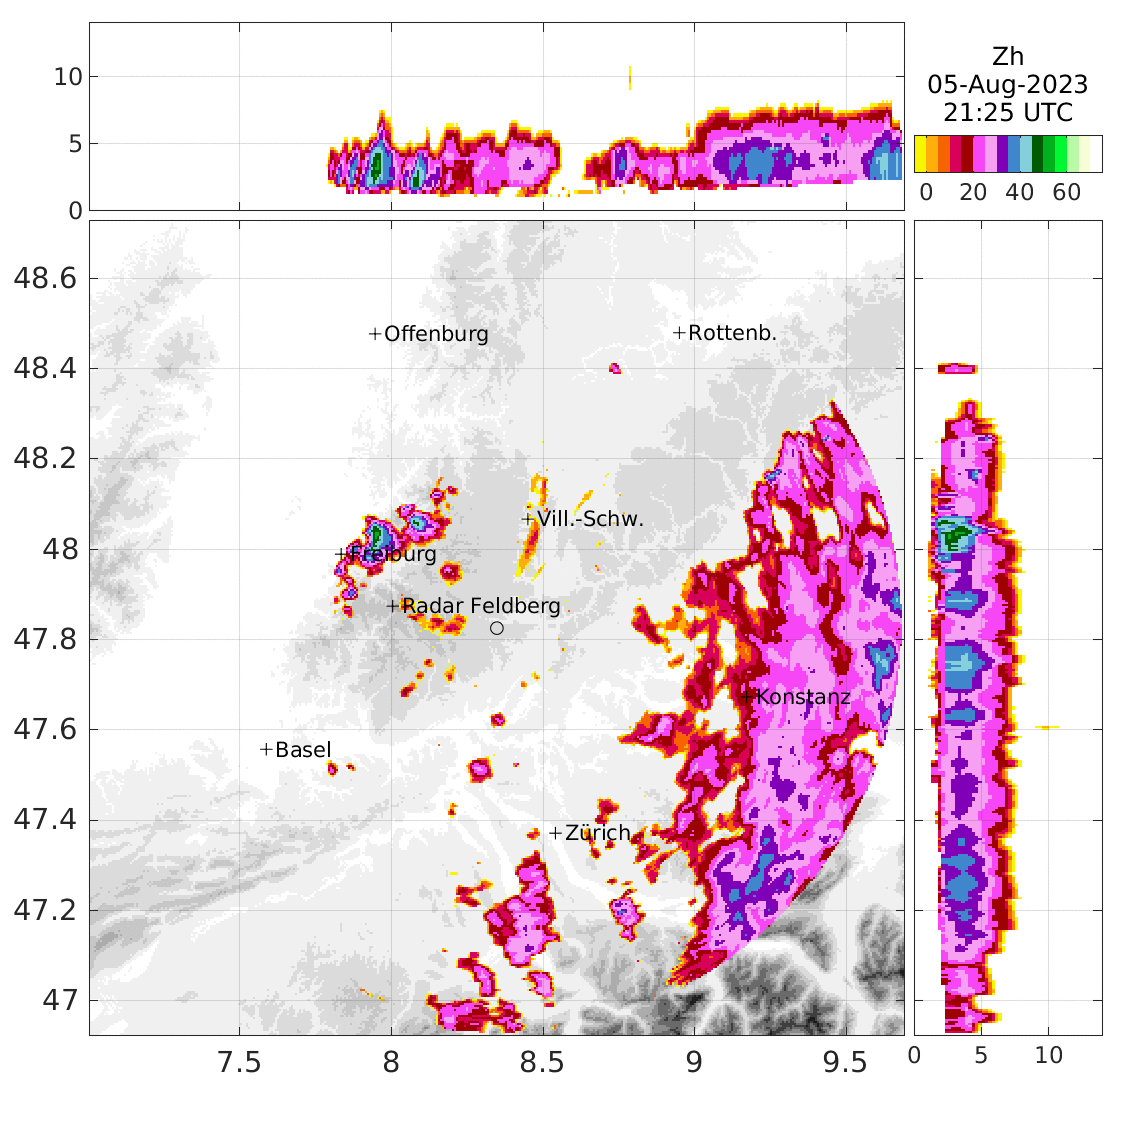 Zh
05-Aug-2023
21:25 UTC
10
5
0
0 20 40 60
48.6
48.4
48.2
48
47.8
47.6
47.4
47.2
47
+Offenburg
+Rottenb.
+Vill.-Schw.
+Freiburg
+Radar Feldberg
+Konstanz
+Basel
+Zürich
7.5 8 8.5 9 9.5
0 5 10